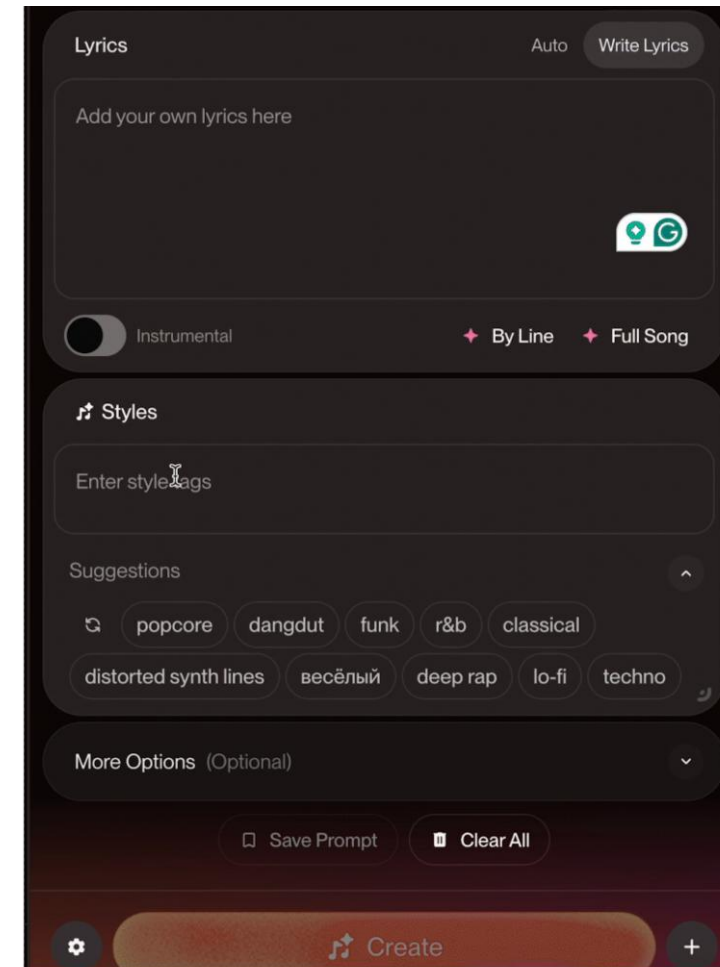 Lyrics Auto Write Lyrics
Add your own lyrics here
Instrumental By Line Full Song
Styles
Enter style tags
Suggestions
popcore dangdut funk r&b classical
distorted synth lines весёлый deep rap lo-fi techno
More Options (Optional)
Save Prompt Clear All
Create